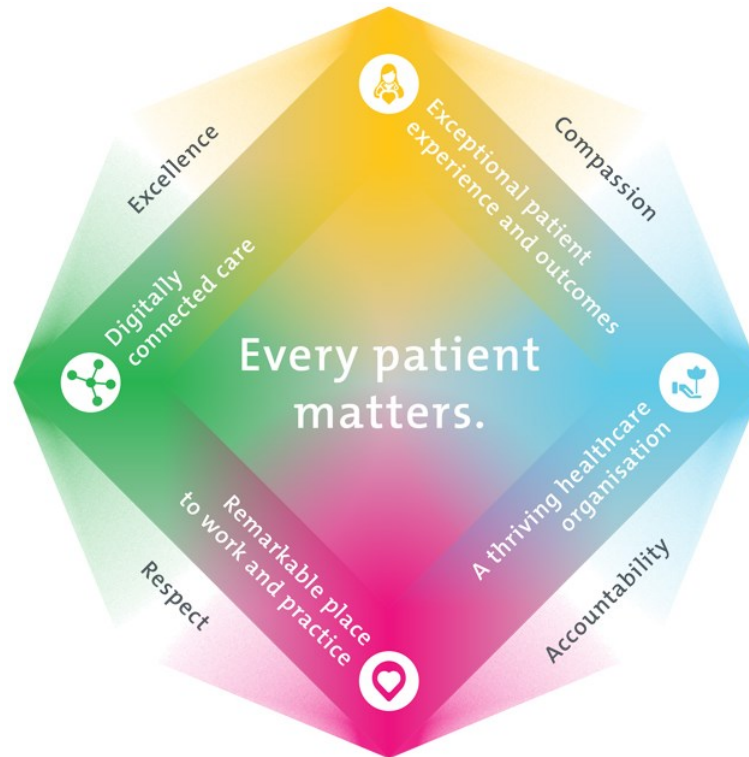 Excellence
Compassion
Exceptional patient
experience and outcomes
Digitally
connected care
Every patient
matters.
Remarkable place
to work and practice
A thriving healthcare
organisation
Respect
Accountability